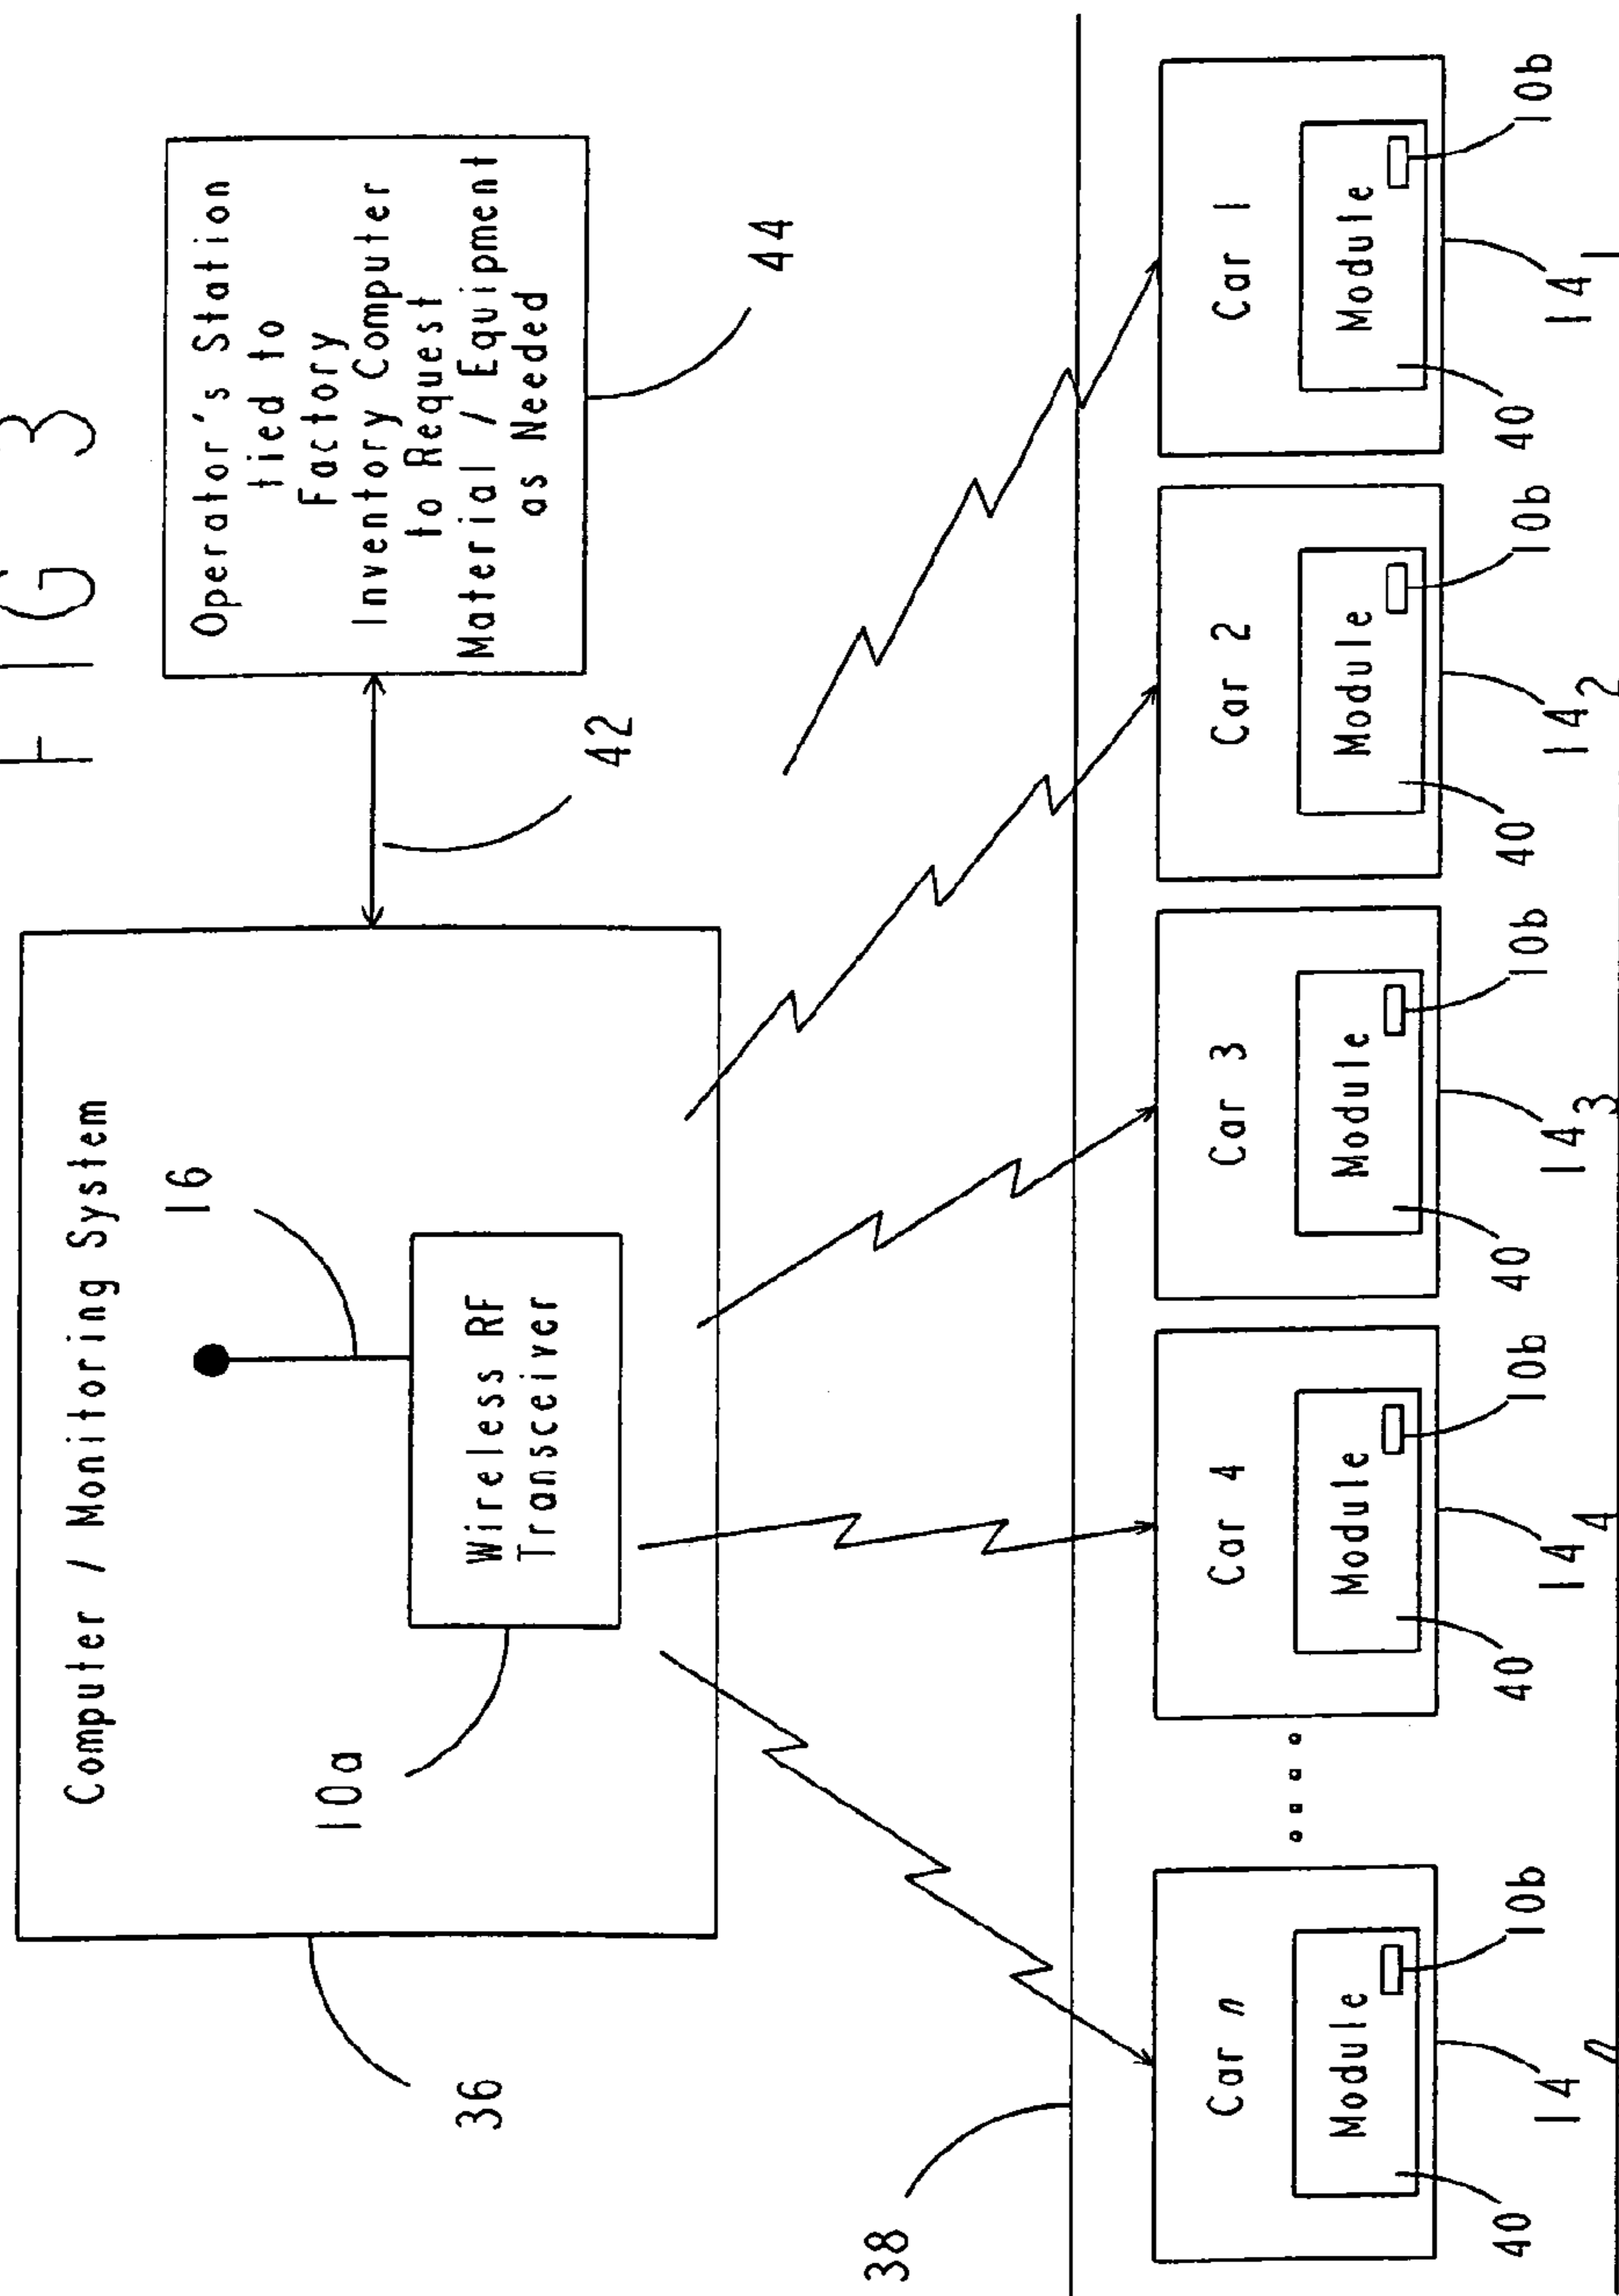 FIG 3
Computer / Monitoring System
16
Wireless RF
Transceiver
10a
36
Operator's Station
tied to
Factory
Inventory Computer
to Request
Material / Equipment
as Needed
42
44
38
Car n
Module
40
14 n
10b
Car 4
Module
40
14 4
10b
Car 3
Module
40
14 3
10b
Car 2
Module
40
14 2
10b
Car 1
Module
40
14 1
10b